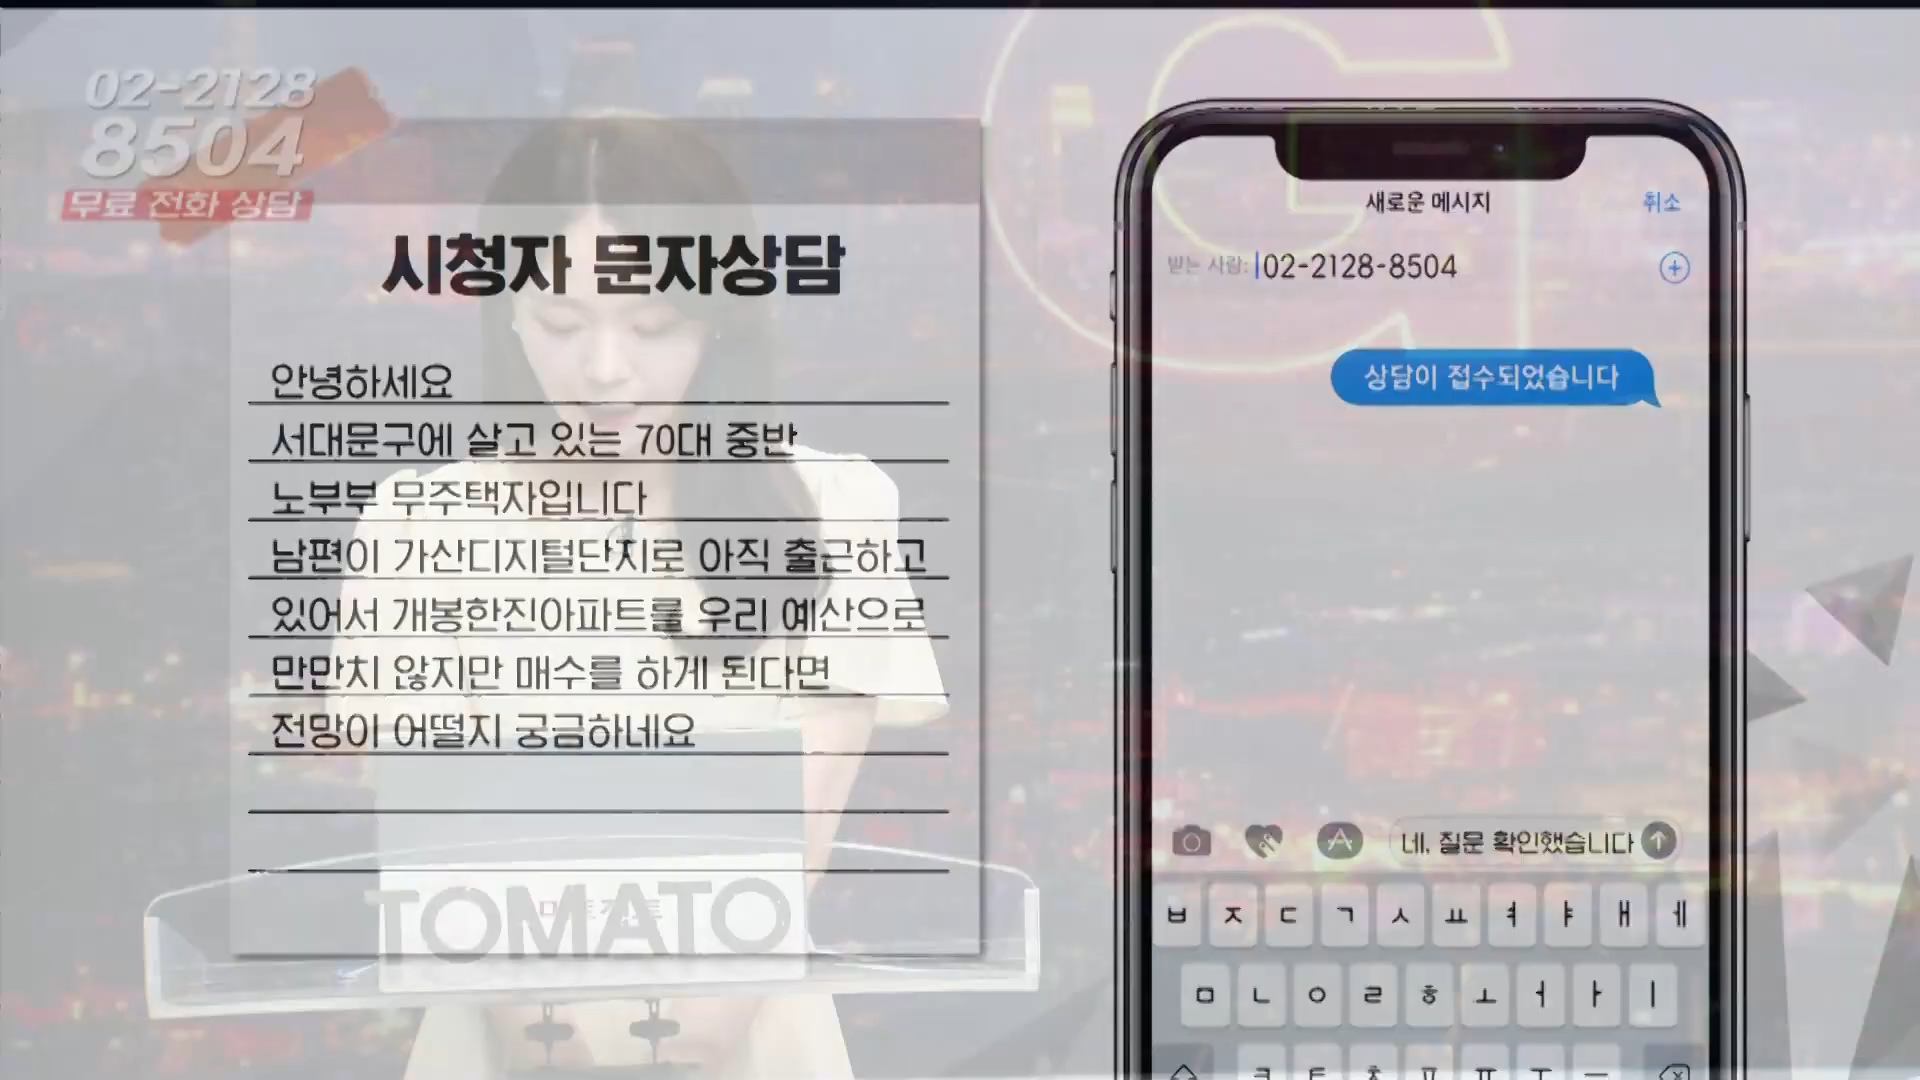 02-2128
8504
무료 전화 상담
시청자 문자상담
안녕하세요
서대문구에 살고 있는 70대 중반
노부부 무주택자입니다
남편이 가산디지털단지로 아직 출근하고
있어서 개봉한진아파트를 우리 예산으로
만만치 않지만 매수를 하게 된다면
전망이 어떨지 궁금하네요
TOMATO
새로운 메시지
취소
받는 사람: 02-2128-8504
상담이 접수되었습니다
네, 질문 확인했습니다
ㅂ ㅈ ㄷ ㄱ ㅅ ㅛ ㅕ ㅑ ㅐ ㅔ
ㅁ ㄴ ㅇ ㄹ ㅎ ㅗ ㅓ ㅏ ㅣ
ㅋ ㅌ ㅊ ㅍ ㅠ ㅜ ㅡ